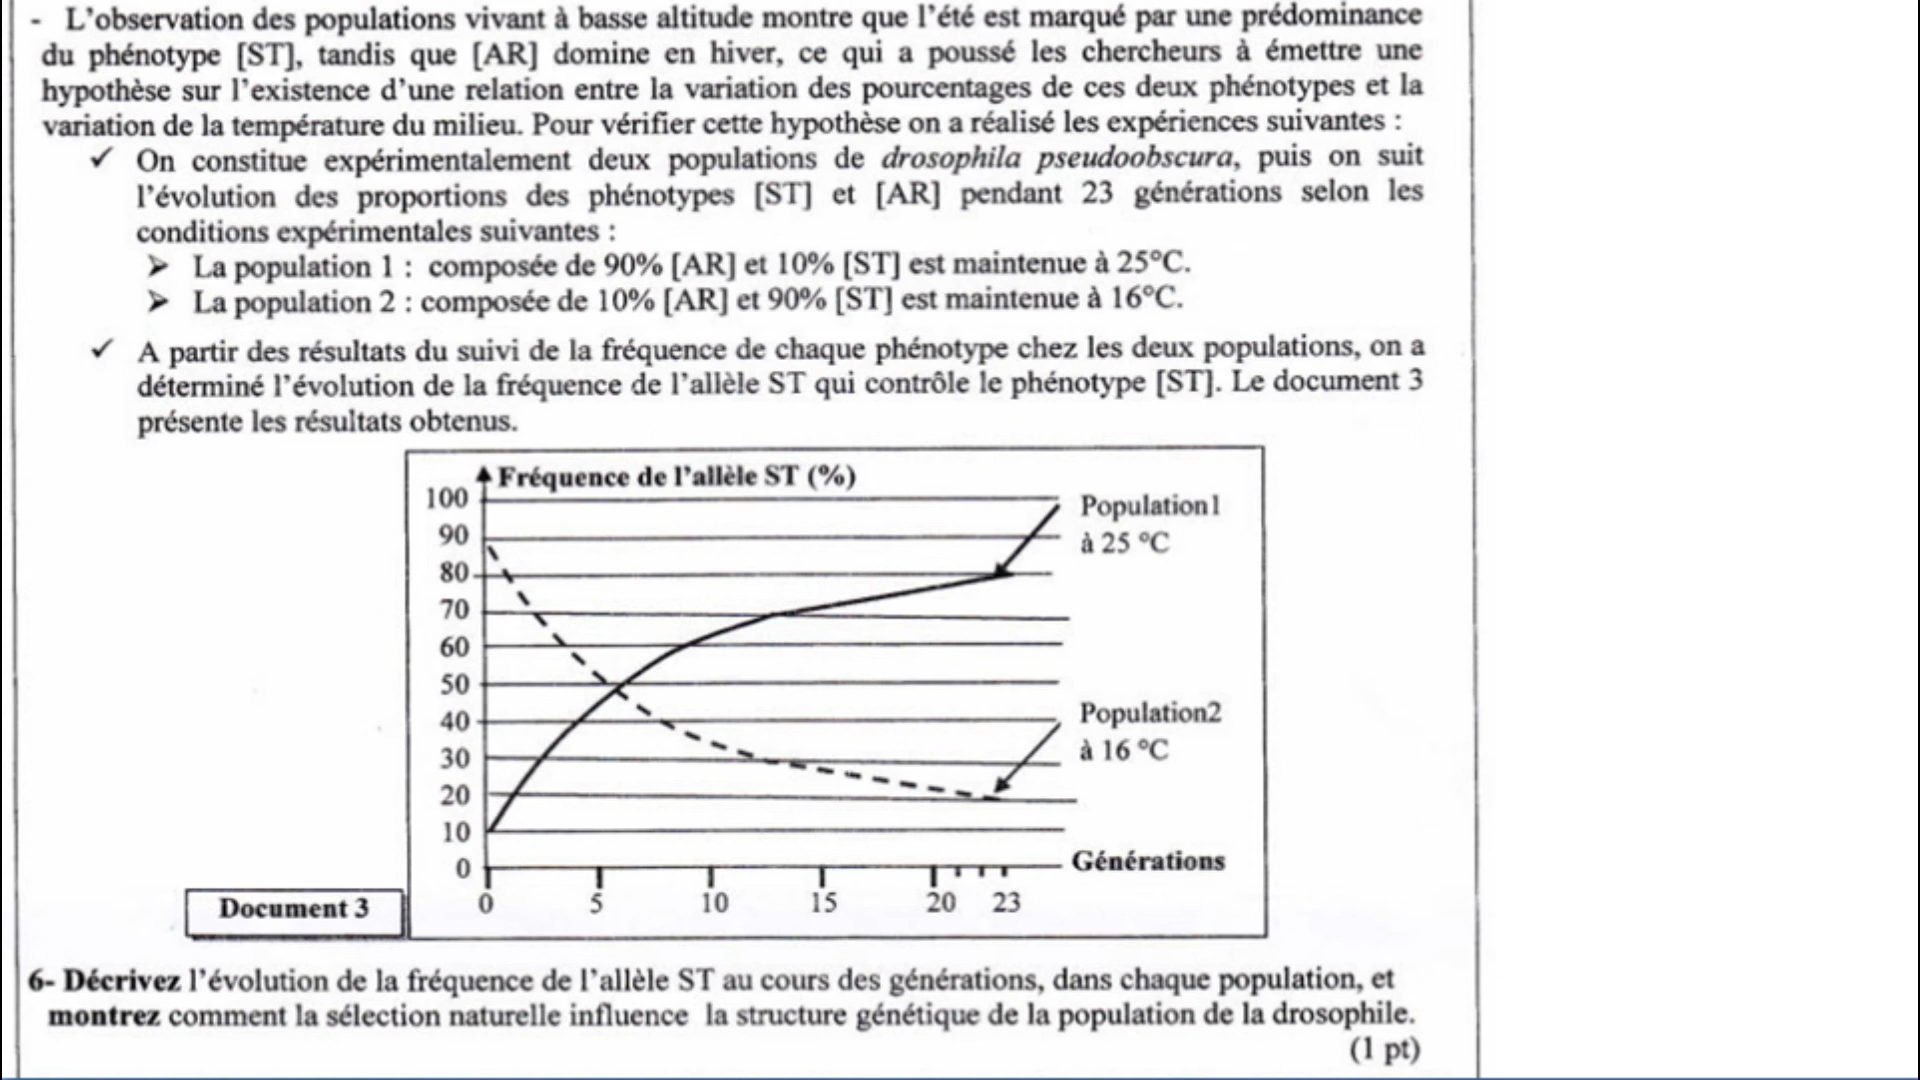 - L'observation des populations vivant à basse altitude montre que l'été est marqué par une prédominance
du phénotype [ST], tandis que [AR] domine en hiver, ce qui a poussé les chercheurs à émettre une
hypothèse sur l'existence d'une relation entre la variation des pourcentages de ces deux phénotypes et la
variation de la température du milieu. Pour vérifier cette hypothèse on a réalisé les expériences suivantes :
✓ On constitue expérimentalement deux populations de drosophila pseudoobscura, puis on suit
l'évolution des proportions des phénotypes [ST] et [AR] pendant 23 générations selon les
conditions expérimentales suivantes :
➢ La population 1 : composée de 90% [AR] et 10% [ST] est maintenue à 25°C.
➢ La population 2 : composée de 10% [AR] et 90% [ST] est maintenue à 16°C.
✓ A partir des résultats du suivi de la fréquence de chaque phénotype chez les deux populations, on a
déterminé l'évolution de la fréquence de l'allèle ST qui contrôle le phénotype [ST]. Le document 3
présente les résultats obtenus.
Fréquence de l'allèle ST (%)
100
90
80
70
60
50
40
30
20
10
0
Population1
à 25 °C
Population2
à 16 °C
Générations
0 5 10 15 20 23
Document 3
6- Décrivez l'évolution de la fréquence de l'allèle ST au cours des générations, dans chaque population, et
montrez comment la sélection naturelle influence la structure génétique de la population de la drosophile.
(1 pt)